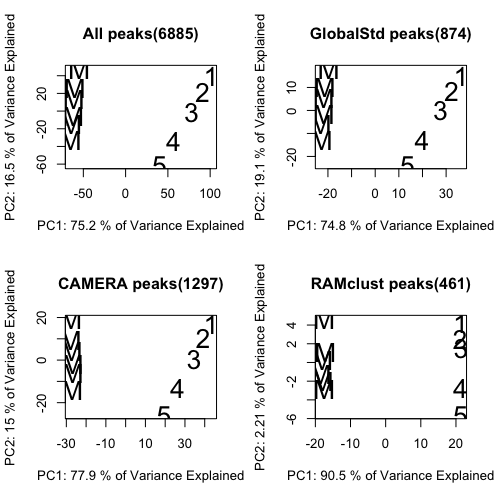 All peaks(6885)
PC2: 16.5 % of Variance Explained
20
-20
-60
1
2
3
4
5
-50 0 50 100
PC1: 75.2 % of Variance Explained
GlobalStd peaks(874)
PC2: 19.1 % of Variance Explained
10
0
-20
1
2
3
4
5
-20 0 10 30
PC1: 74.8 % of Variance Explained
CAMERA peaks(1297)
PC2: 15 % of Variance Explained
20
10
0
-20
1
2
3
4
5
-30 -10 10 30
PC1: 77.9 % of Variance Explained
RAMclust peaks(461)
PC2: 2.21 % of Variance Explained
4
2
-2
-6
1
3
4
5
-20 -10 0 10 20
PC1: 90.5 % of Variance Explained